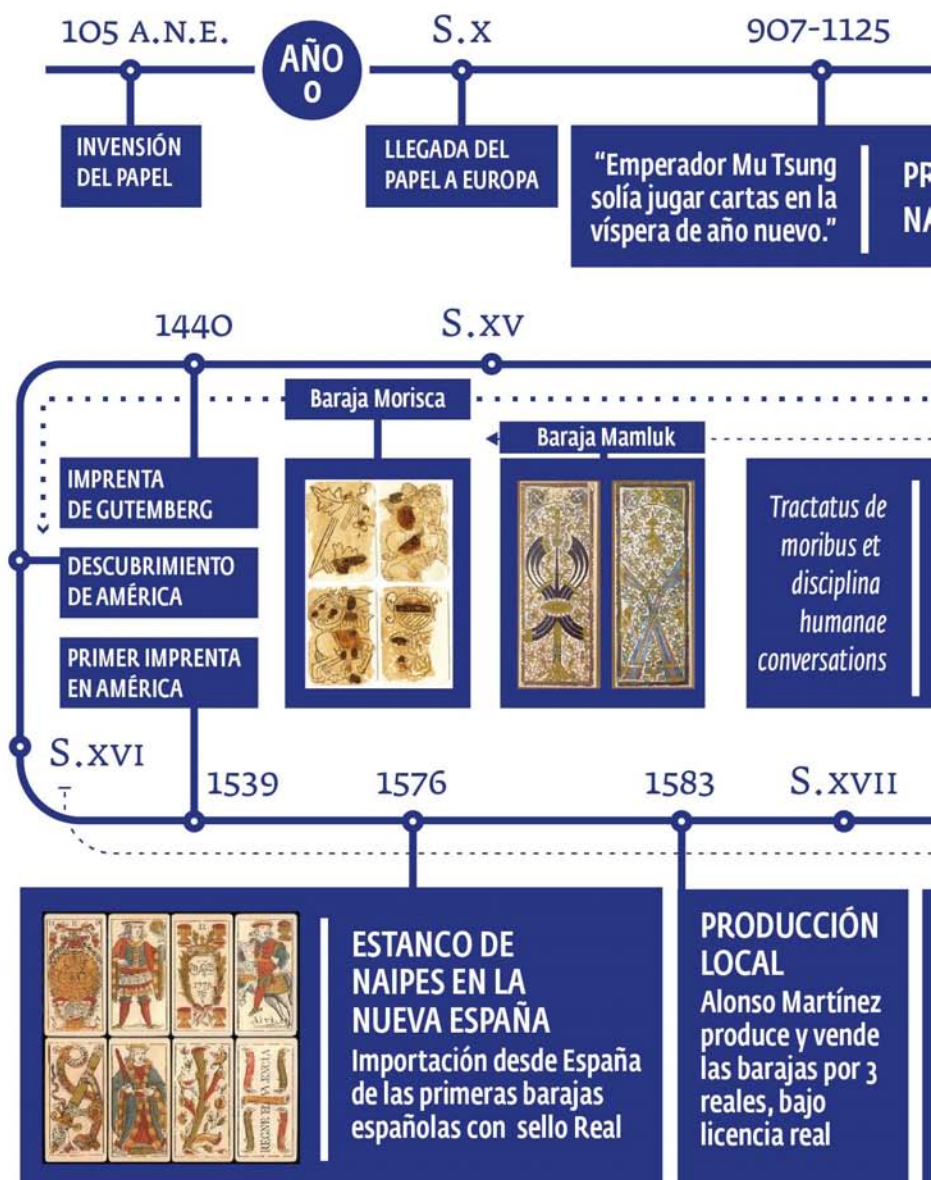 105 A.N.E.
AÑO
0
S.X
907-1125
INVENSIÓN
DEL PAPEL
LLEGADA DEL
PAPEL A EUROPA
“Emperador Mu Tsung
solía jugar cartas en la
víspera de año nuevo.”
PR
NA
1440
S.XV
Baraja Morisca
Baraja Mamluk
IMPRENTA
DE GUTEMBERG
DESCUBRIMIENTO
DE AMÉRICA
PRIMER IMPRENTA
EN AMÉRICA
Tractatus de
moribus et
disciplina
humanae
conversations
S.XVI
1539
1576
1583
S.XVII
ESTANCO DE
NAIPES EN LA
NUEVA ESPAÑA
Importación desde España
de las primeras barajas
españolas con sello Real
PRODUCCIÓN
LOCAL
Alonso Martínez
produce y vende
las barajas por 3
reales, bajo
licencia real